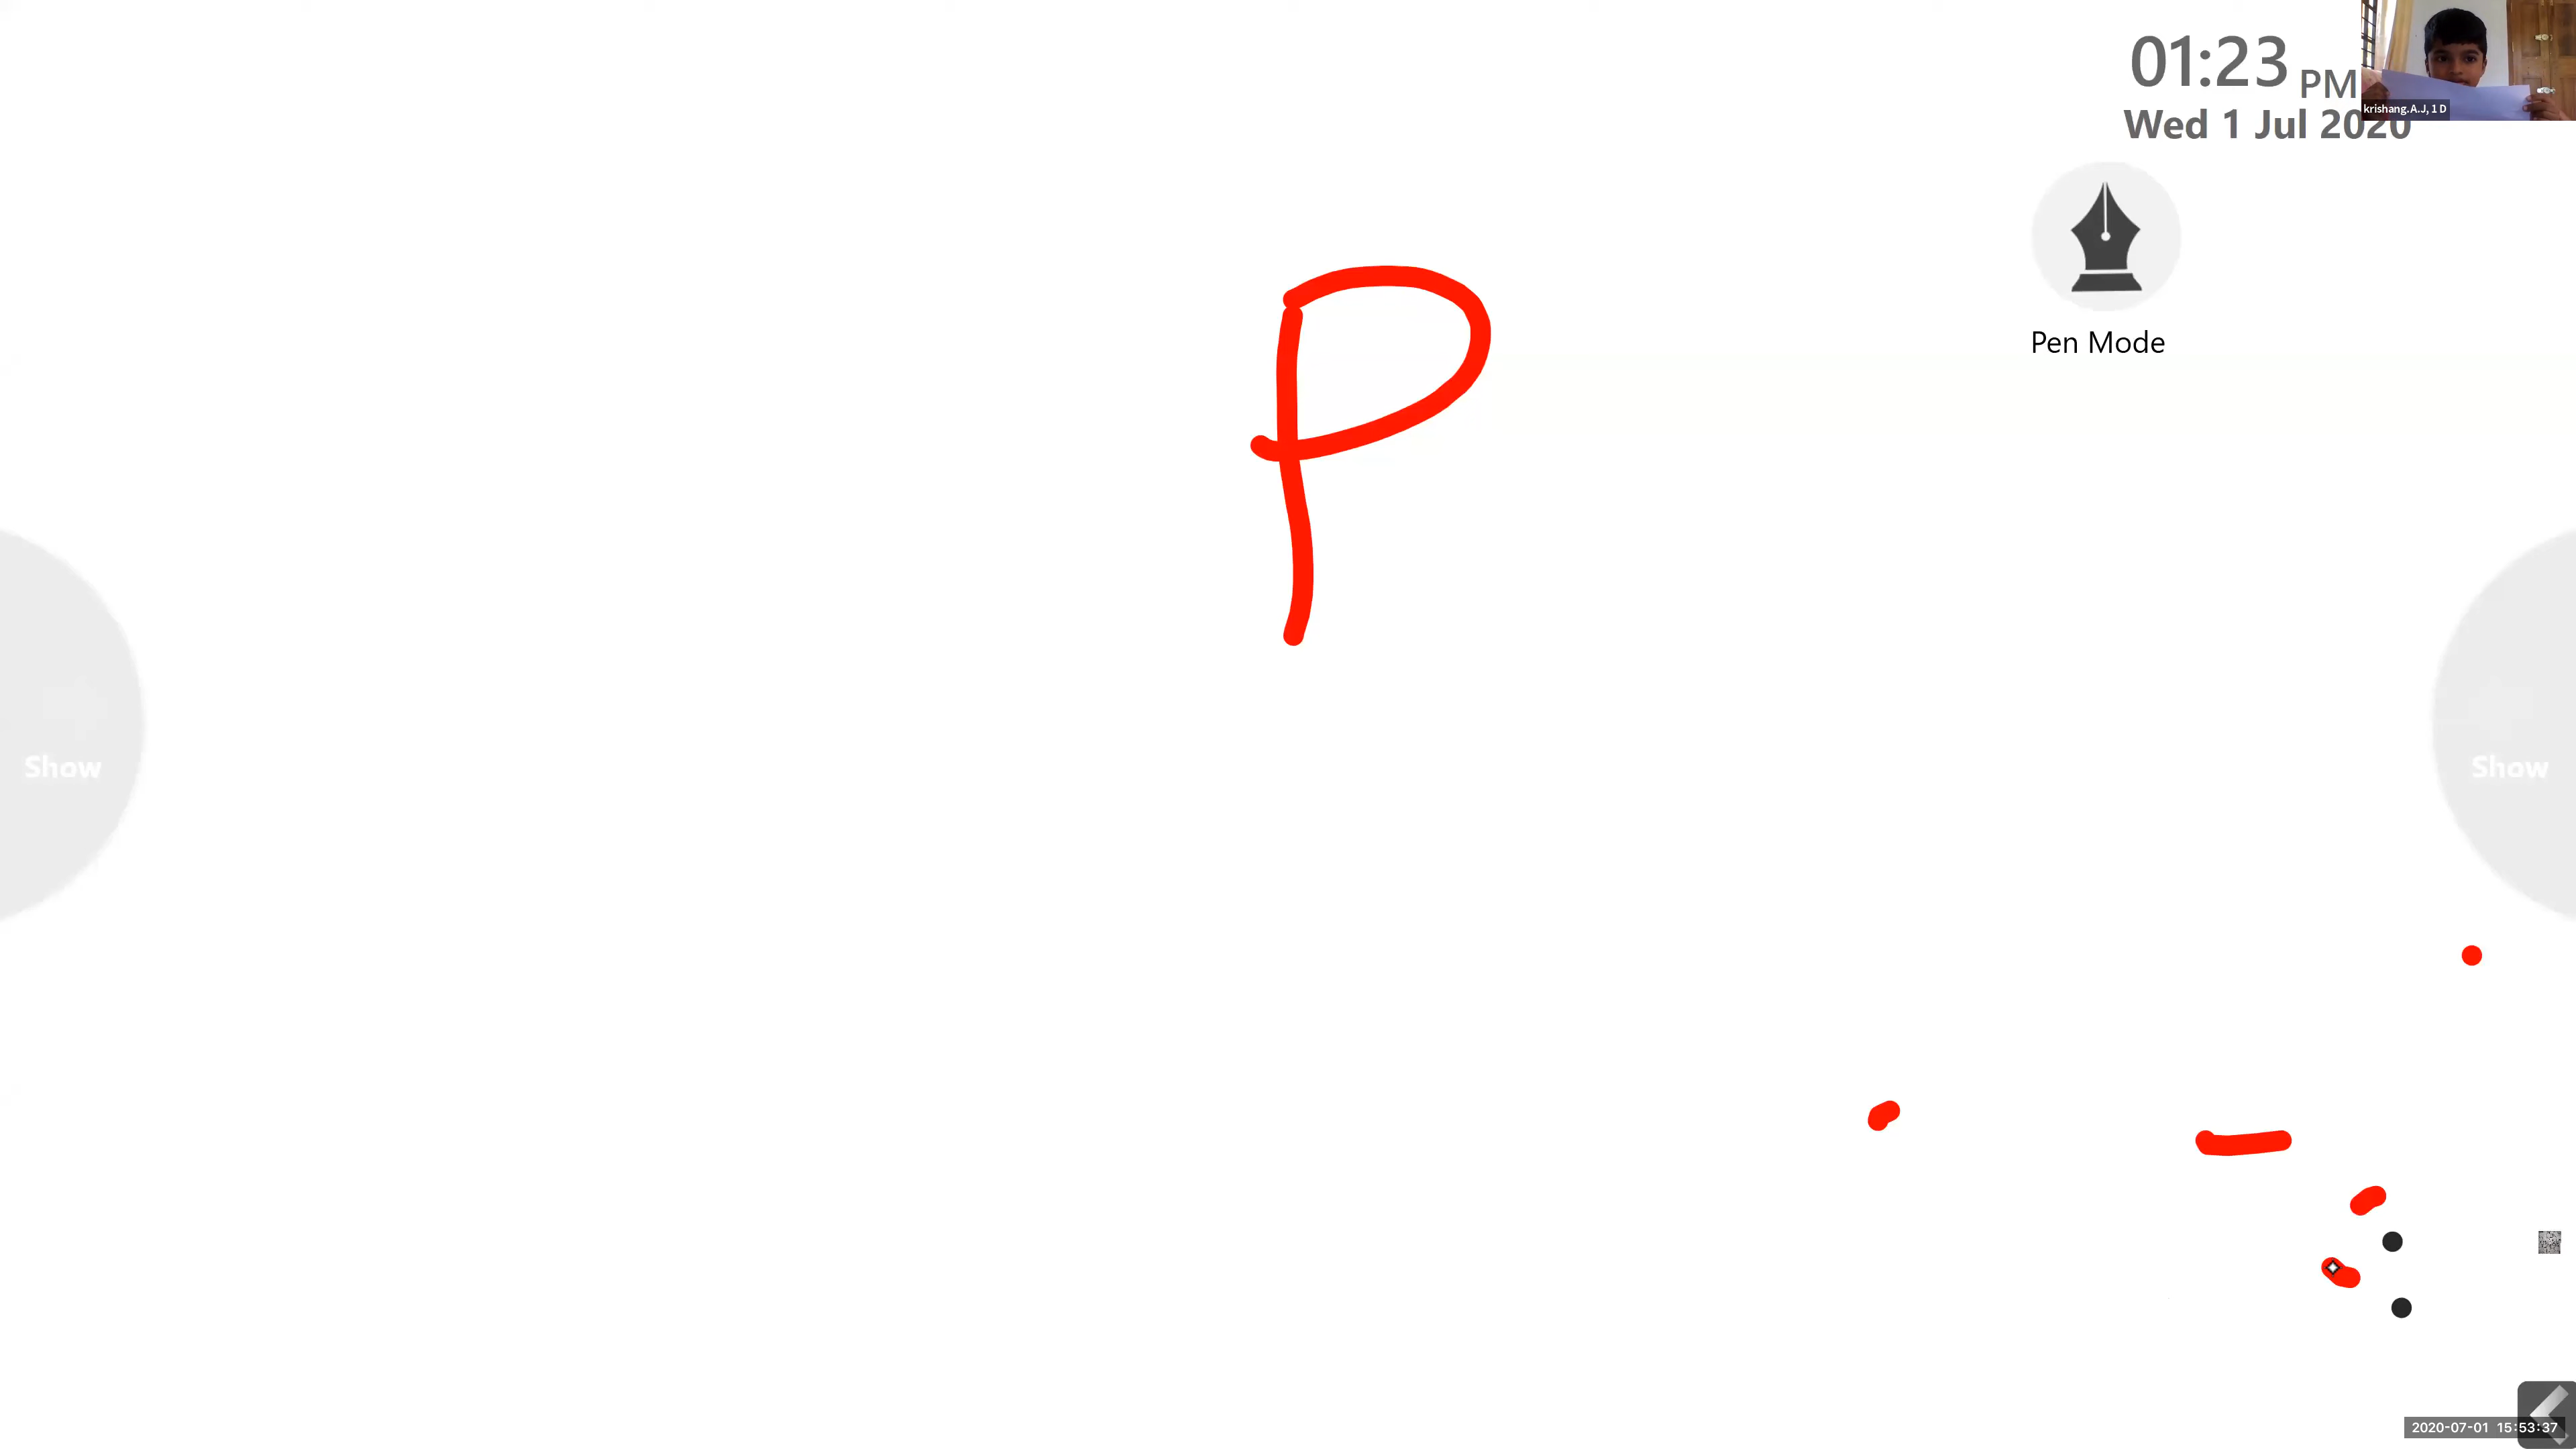 01:23 PM
krishang.A.J, 1 D
Wed 1 Jul 2020
Pen Mode
P
Show
Show
2020-07-01 15:53:37